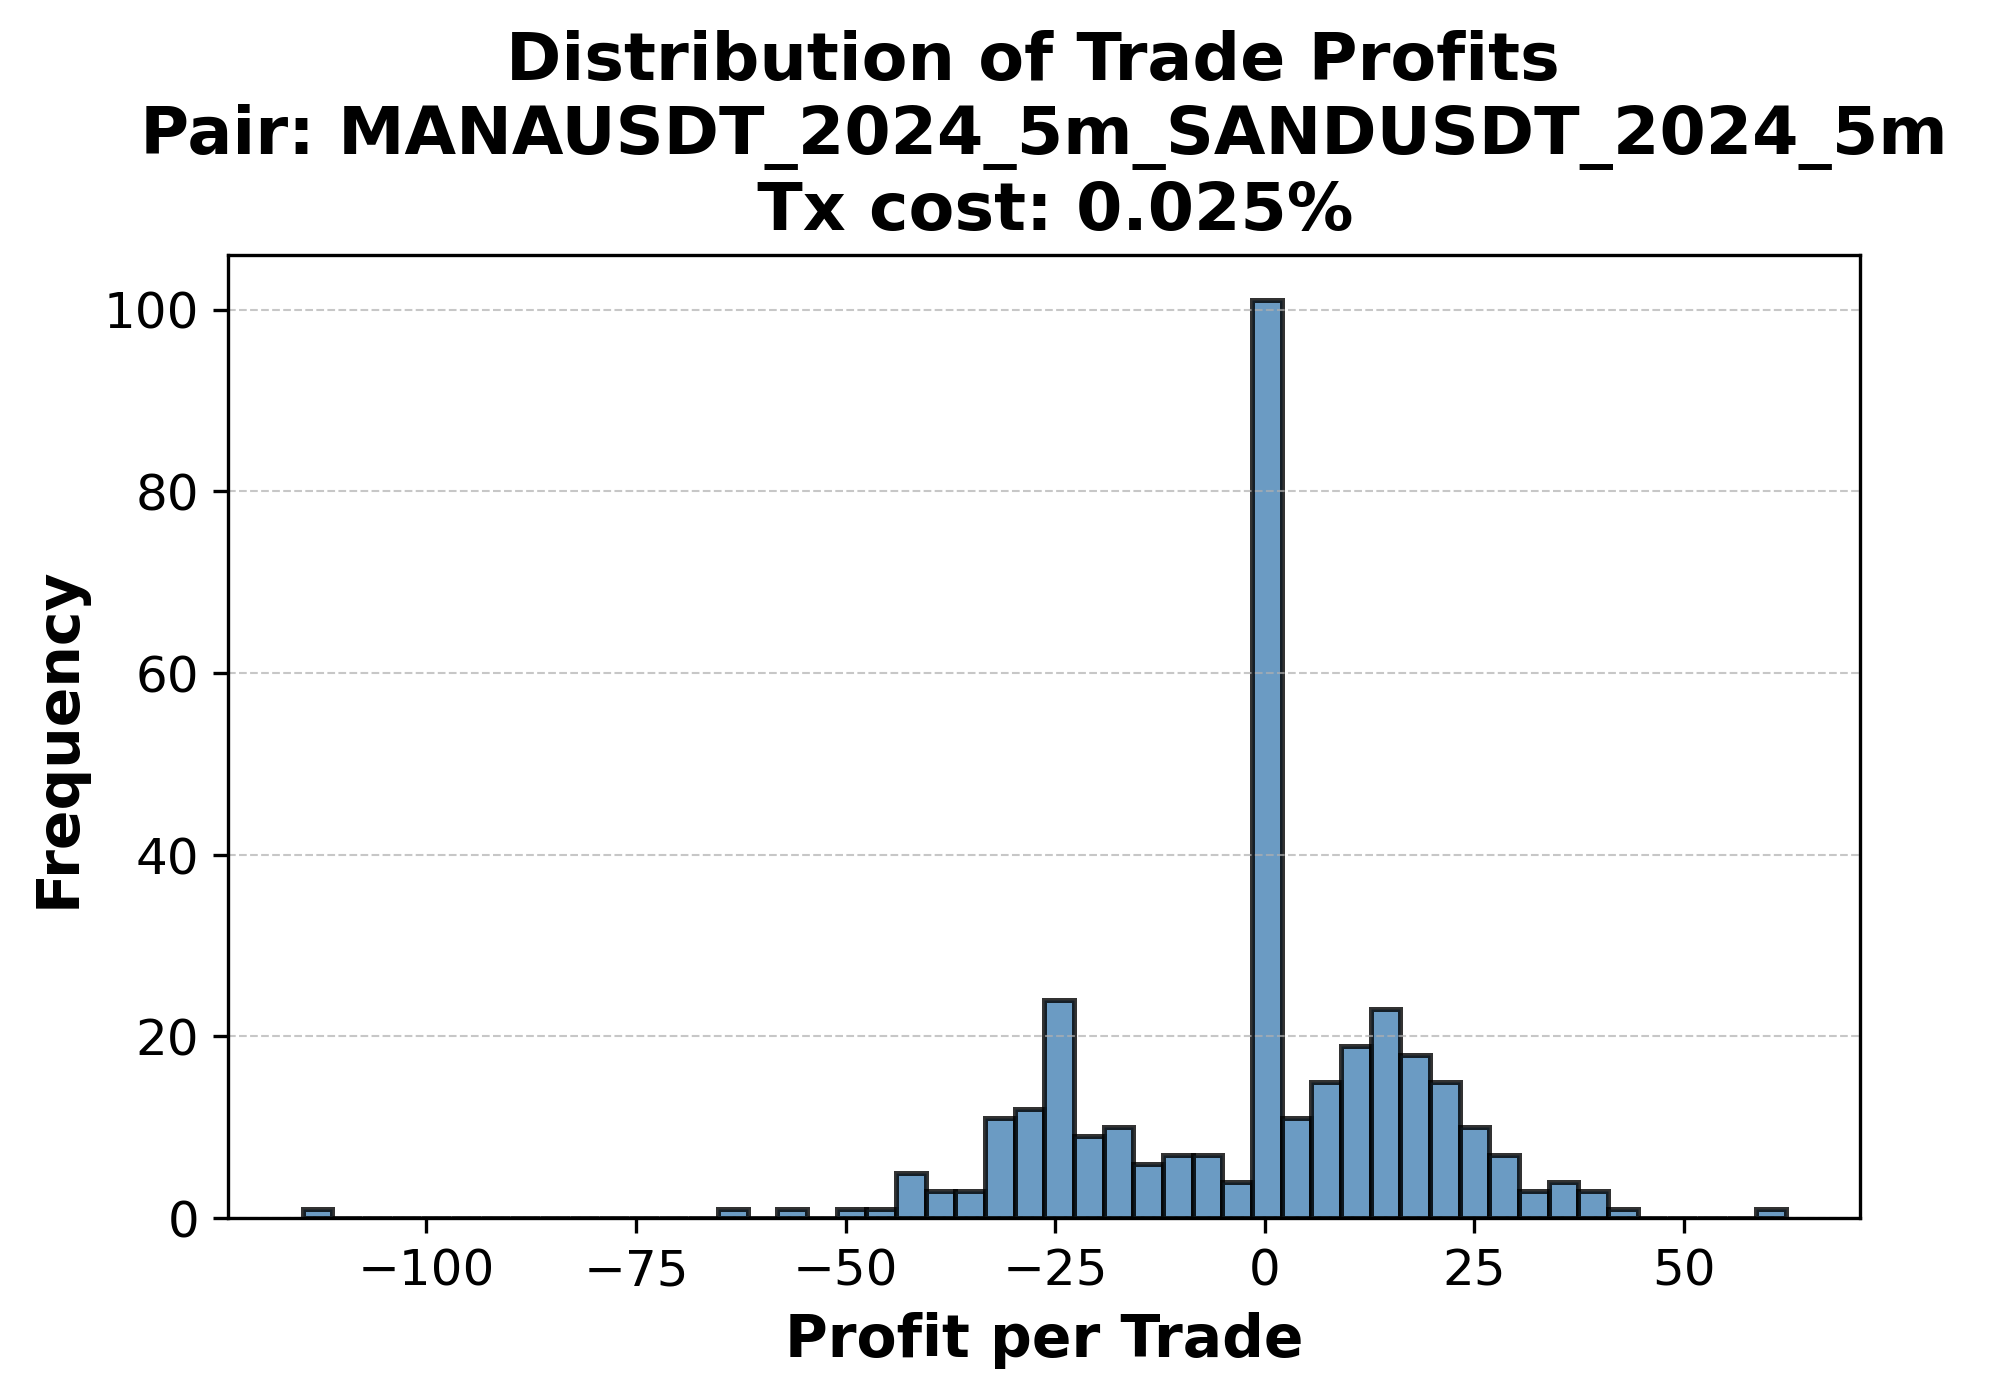 Distribution of Trade Profits
Pair: MANAUSDT_2024_5m_SANDUSDT_2024_5m
Tx cost: 0.025%
100
80
60
40
20
0
Frequency
−100 −75 −50 −25 0 25 50
Profit per Trade